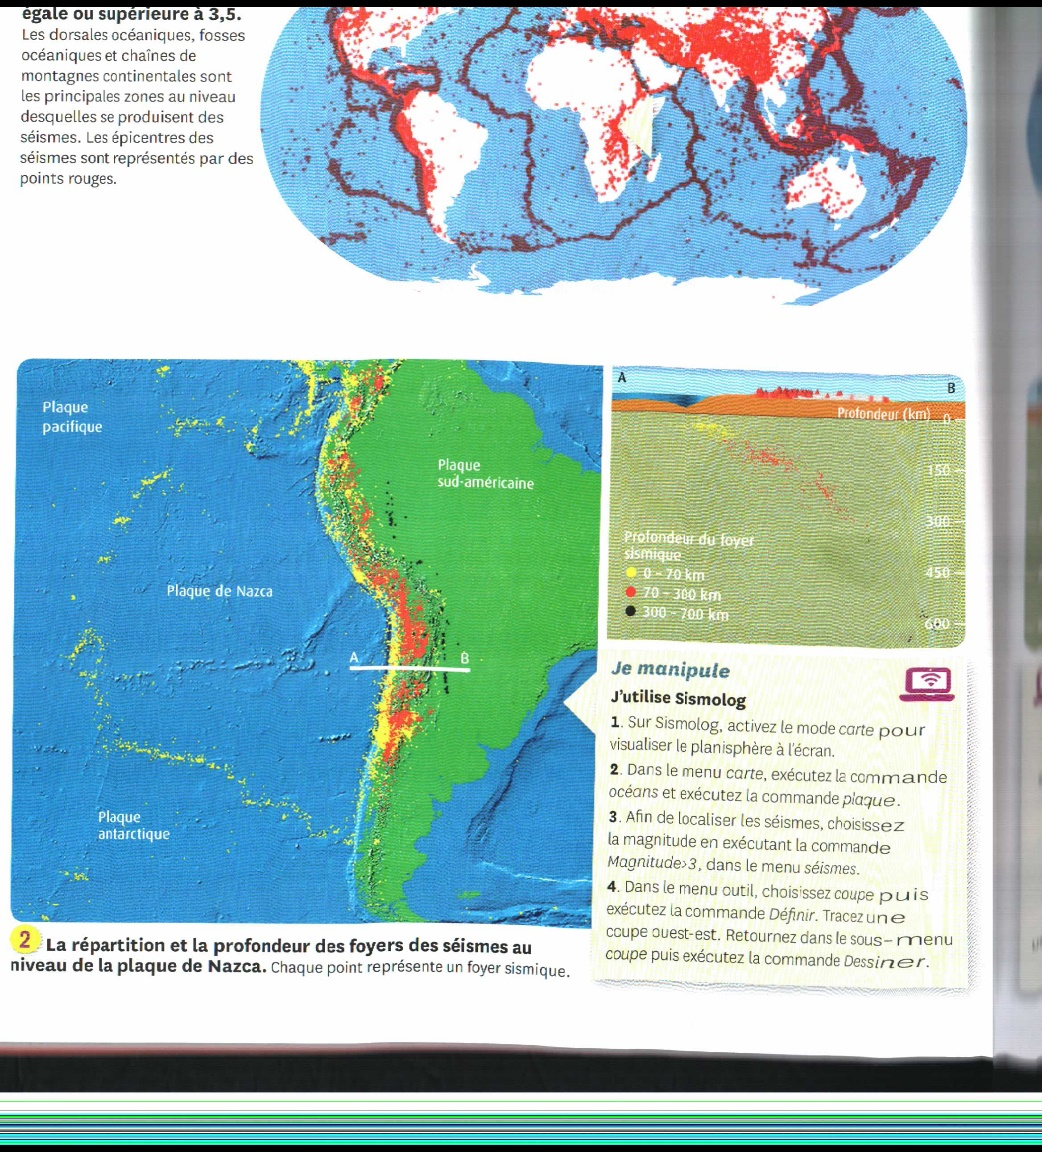 égale ou supérieure à 3,5.
Les dorsales océaniques, fosses
océaniques et chaînes de
montagnes continentales sont
les principales zones au niveau
desquelles se produisent des
séismes. Les épicentres des
séismes sont représentés par des
points rouges.
Plaque
pacifique
Plaque
sud-américaine
Plaque de Nazca
A
B
Plaque
antarctique
A
B
Profondeur (km)
0
150
300
450
600
Profondeur du foyer
sismique
0 - 70 km
70 - 300 km
300 - 700 km
2 La répartition et la profondeur des foyers des séismes au
niveau de la plaque de Nazca. Chaque point représente un foyer sismique.
Je manipule
J'utilise Sismolog
1. Sur Sismolog, activez le mode carte pour
visualiser le planisphère à l'écran.
2. Dans le menu carte, exécutez la commande
océans et exécutez la commande plaque.
3. Afin de localiser les séismes, choisissez
la magnitude en exécutant la commande
Magnitude>3, dans le menu séismes.
4. Dans le menu outil, choisissez coupe puis
exécutez la commande Définir. Tracez une
coupe ouest-est. Retournez dans le sous-menu
coupe puis exécutez la commande Dessiner.